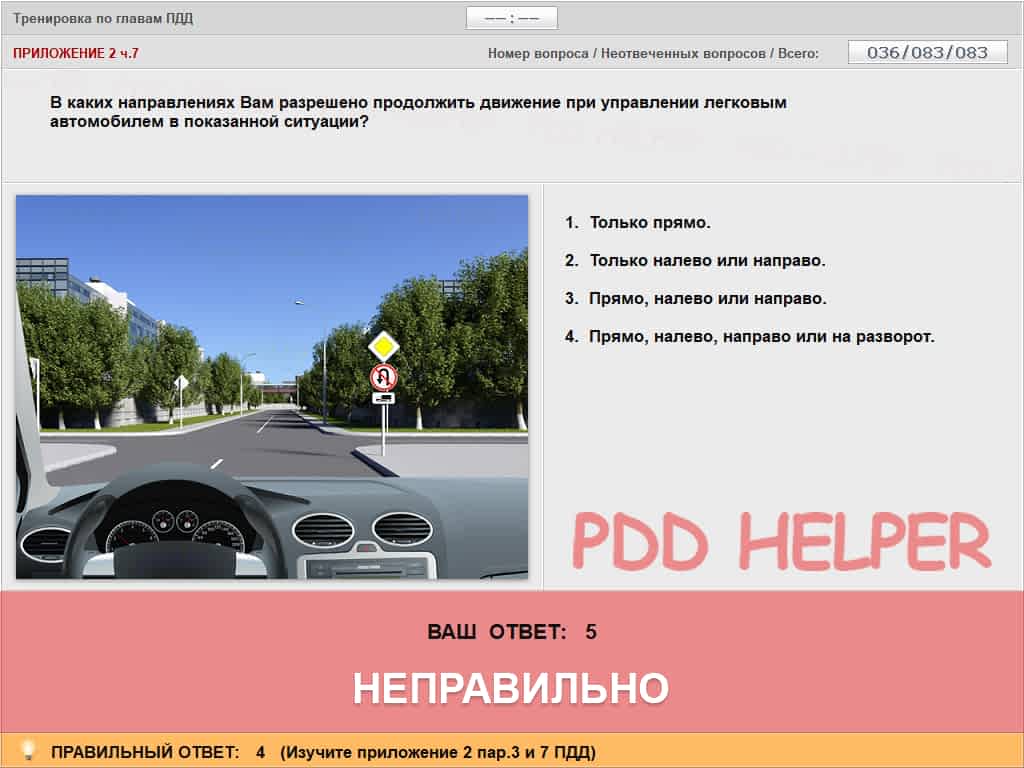 Тренировка по главам ПДД
—— : ——
ПРИЛОЖЕНИЕ 2 ч.7
Номер вопроса / Неотвеченных вопросов / Всего: 036/083/083
В каких направлениях Вам разрешено продолжить движение при управлении легковым
автомобилем в показанной ситуации?
1. Только прямо.
2. Только налево или направо.
3. Прямо, налево или направо.
4. Прямо, налево, направо или на разворот.
PDD HELPER
ВАШ ОТВЕТ: 5
НЕПРАВИЛЬНО
ПРАВИЛЬНЫЙ ОТВЕТ: 4 (Изучите приложение 2 пар.3 и 7 ПДД)